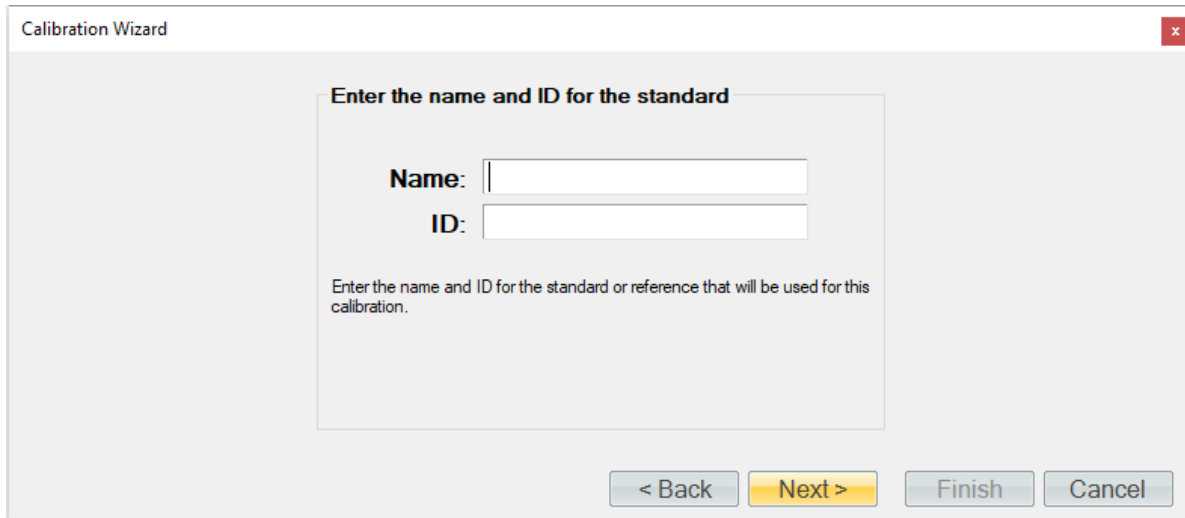 Calibration Wizard
x
Enter the name and ID for the standard
Name:
ID:
Enter the name and ID for the standard or reference that will be used for this
calibration.
< Back Next > Finish Cancel